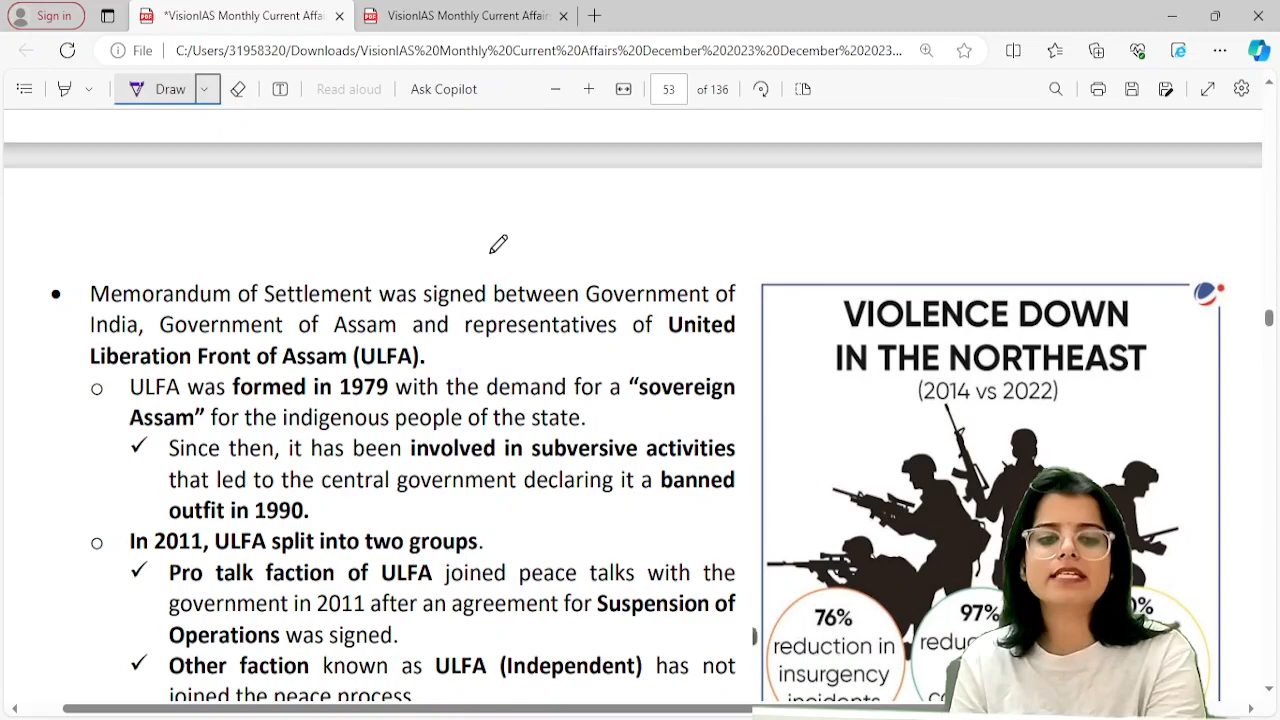 Sign in
*VisionIAS Monthly Current Affai
VisionIAS Monthly Current Affair
File
C:/Users/31958320/Downloads/VisionIAS%20Monthly%20Current%20Affairs%20December%202023%20December%202023...
Draw
Read aloud
Ask Copilot
53
of 136
Memorandum of Settlement was signed between Government of
India, Government of Assam and representatives of United
Liberation Front of Assam (ULFA).
ULFA was formed in 1979 with the demand for a “sovereign
Assam” for the indigenous people of the state.
Since then, it has been involved in subversive activities
that led to the central government declaring it a banned
outfit in 1990.
In 2011, ULFA split into two groups.
Pro talk faction of ULFA joined peace talks with the
government in 2011 after an agreement for Suspension of
Operations was signed.
Other faction known as ULFA (Independent) has not
joined the peace process
VIOLENCE DOWN
IN THE NORTHEAST
(2014 vs 2022)
76%
reduction in
insurgency
incidents
97%